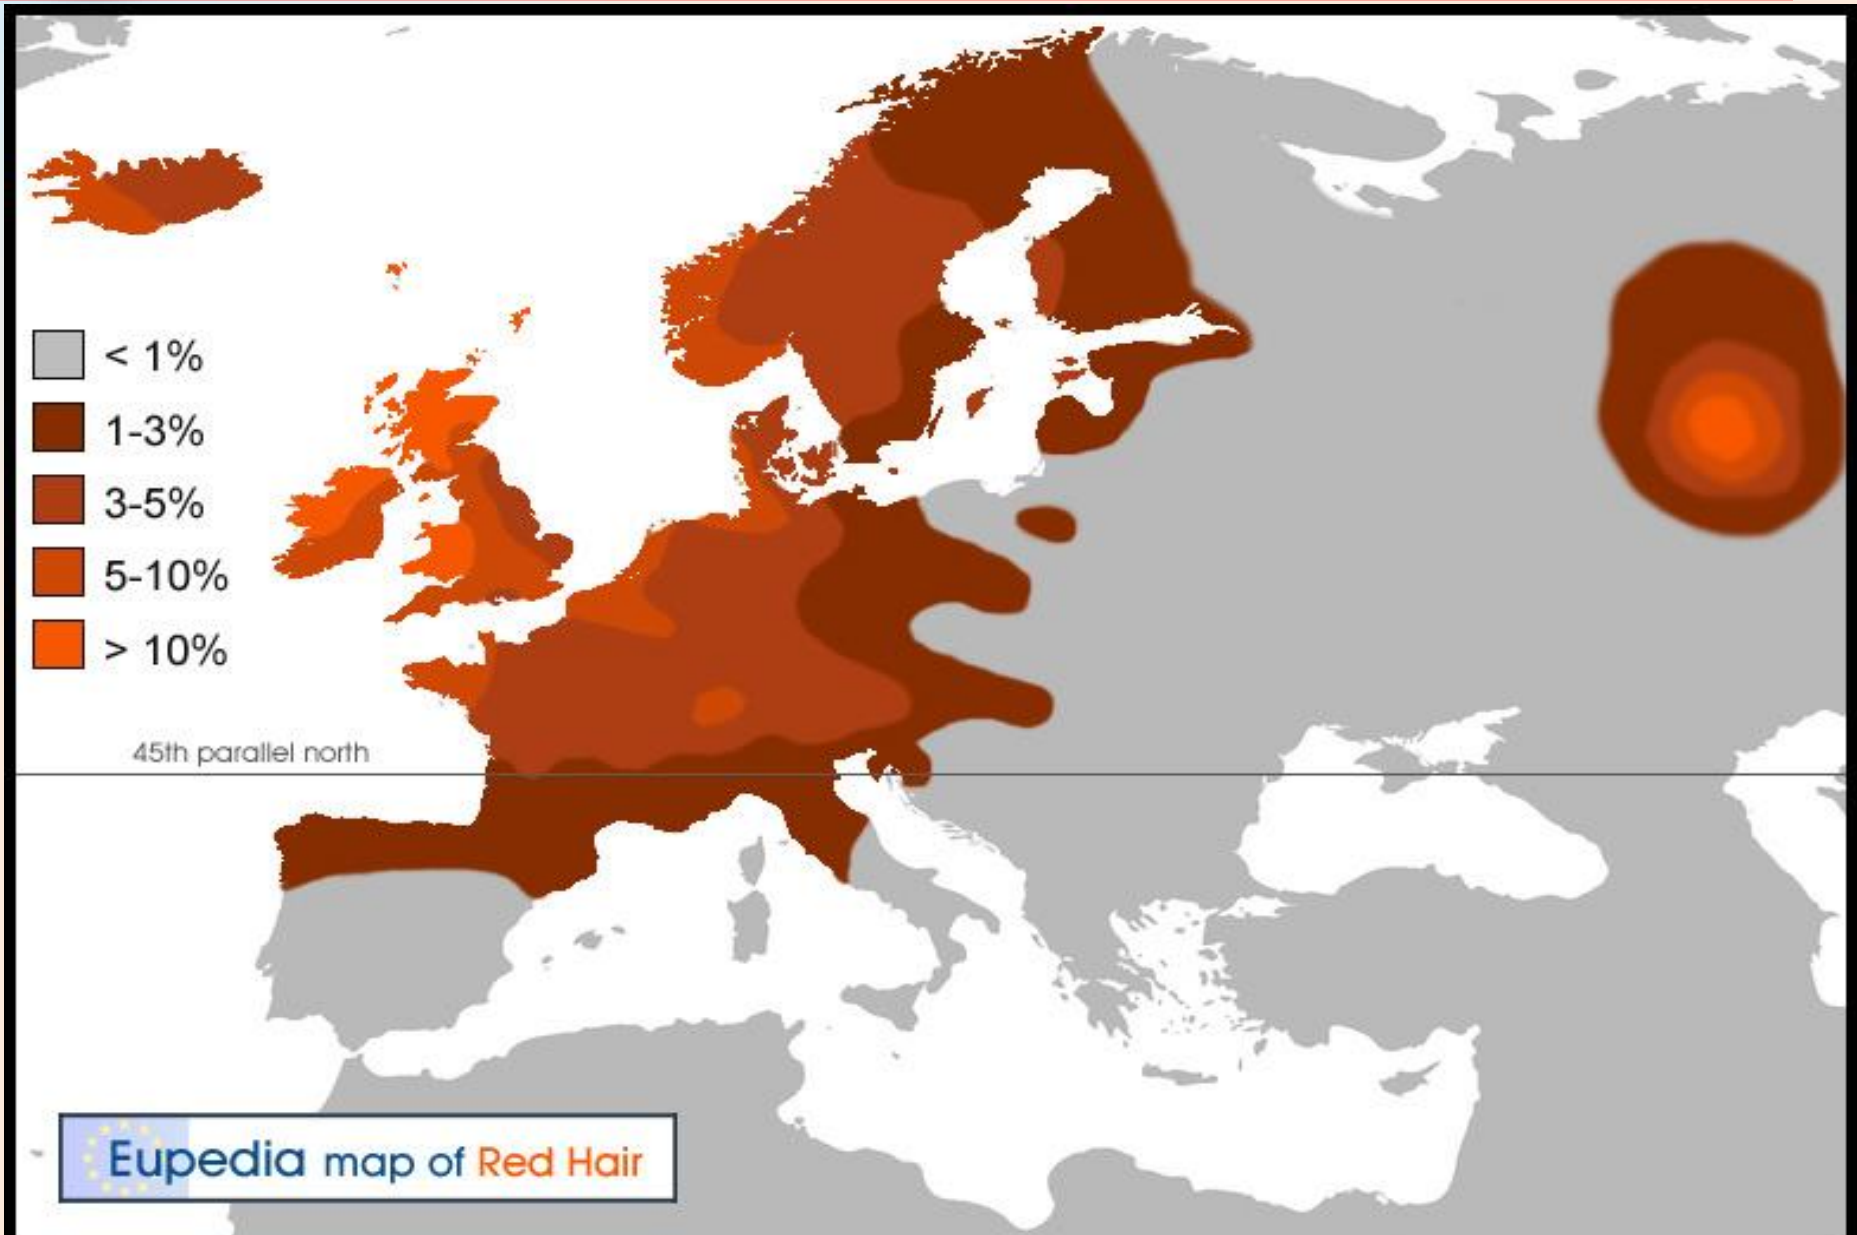 < 1%
1-3%
3-5%
5-10%
> 10%
45th parallel north
Eupedia map of Red Hair